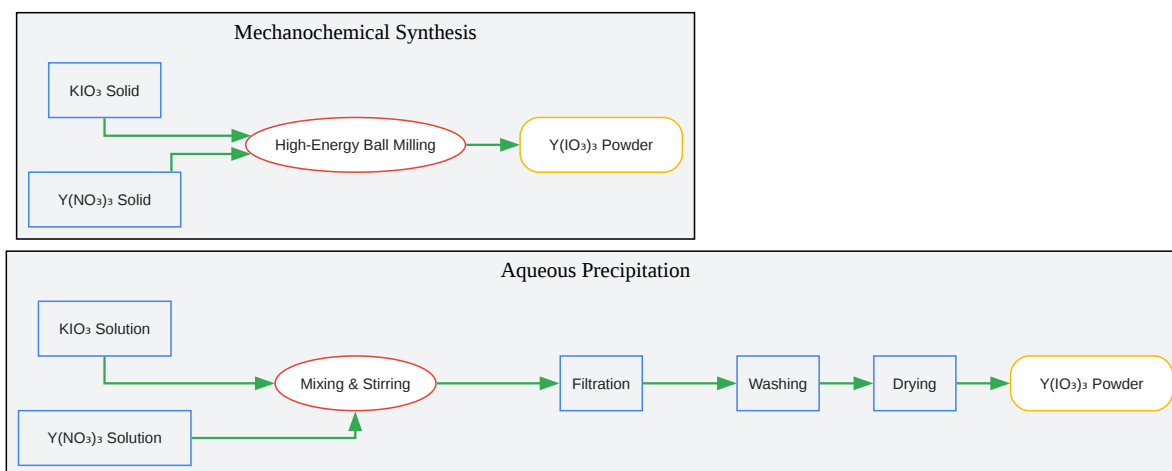 Mechanochemical Synthesis
KIO₃ Solid
High-Energy Ball Milling
Y(IO₃)₃ Powder
Y(NO₃)₃ Solid
Aqueous Precipitation
KIO₃ Solution
Mixing & Stirring
Filtration
Washing
Drying
Y(IO₃)₃ Powder
Y(NO₃)₃ Solution